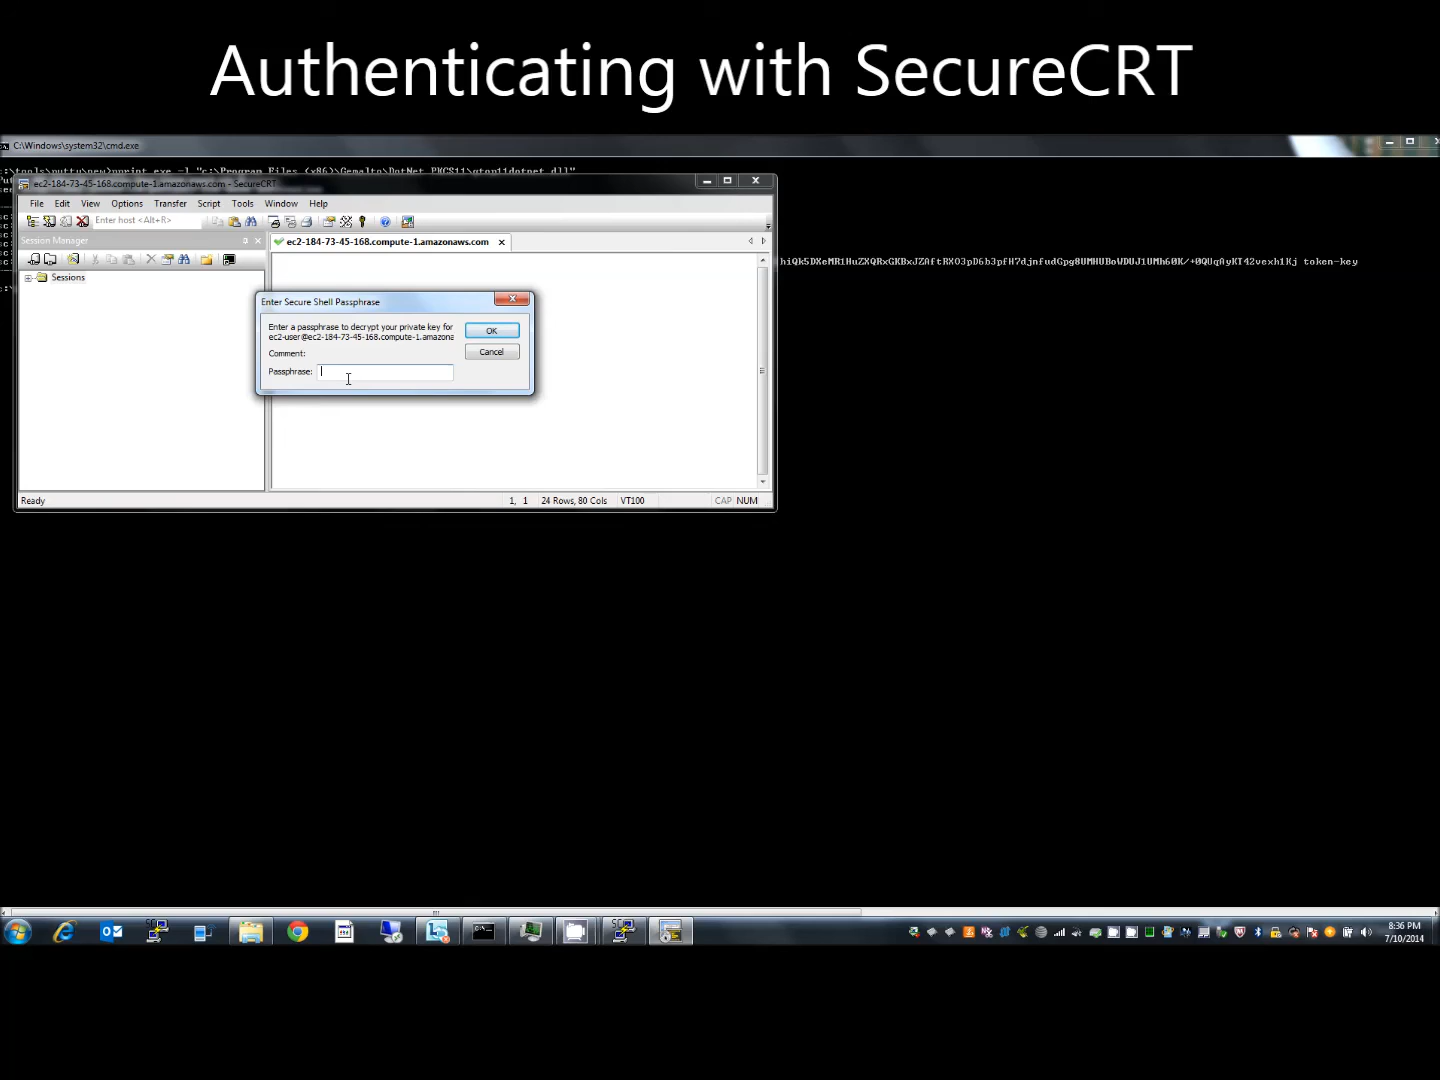 Authenticating with SecureCRT
C:\Windows\system32\cmd.exe
ec2-184-73-45-168.compute-1.amazonaws.com - SecureCRT
File Edit View Options Transfer Script Tools Window Help
Enter host <Alt+R>
Session Manager
ec2-184-73-45-168.compute-1.amazonaws.com
Sessions
token-key
Enter Secure Shell Passphrase
Enter a passphrase to decrypt your private key for
ec2-user@ec2-184-73-45-168.compute-1.amazona
OK
Comment:
Cancel
Passphrase:
Ready
1, 1 24 Rows, 80 Cols VT100 CAP NUM
8:36 PM
7/10/2014